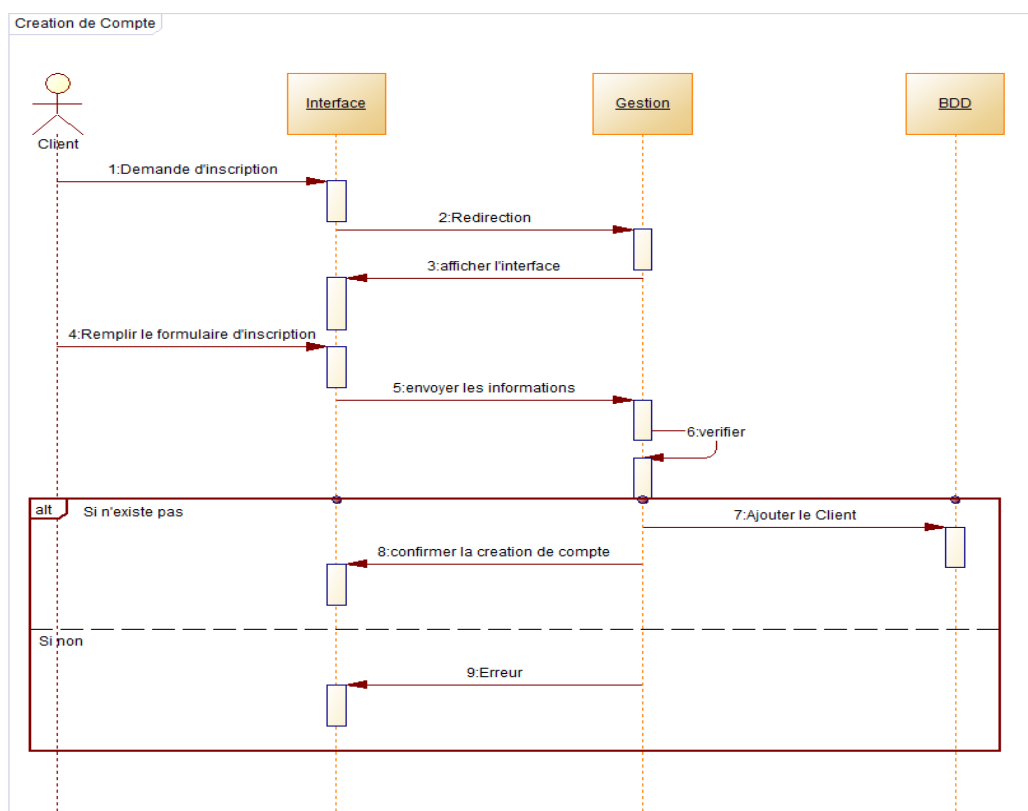 Creation de Compte
Interface
Gestion
BDD
Client
1:Demande d'inscription
2:Redirection
3:afficher l'interface
4:Remplir le formulaire d'inscription
5:envoyer les informations
6:verifier
alt
Si n'existe pas
7:Ajouter le Client
8:confirmer la creation de compte
Si non
9:Erreur